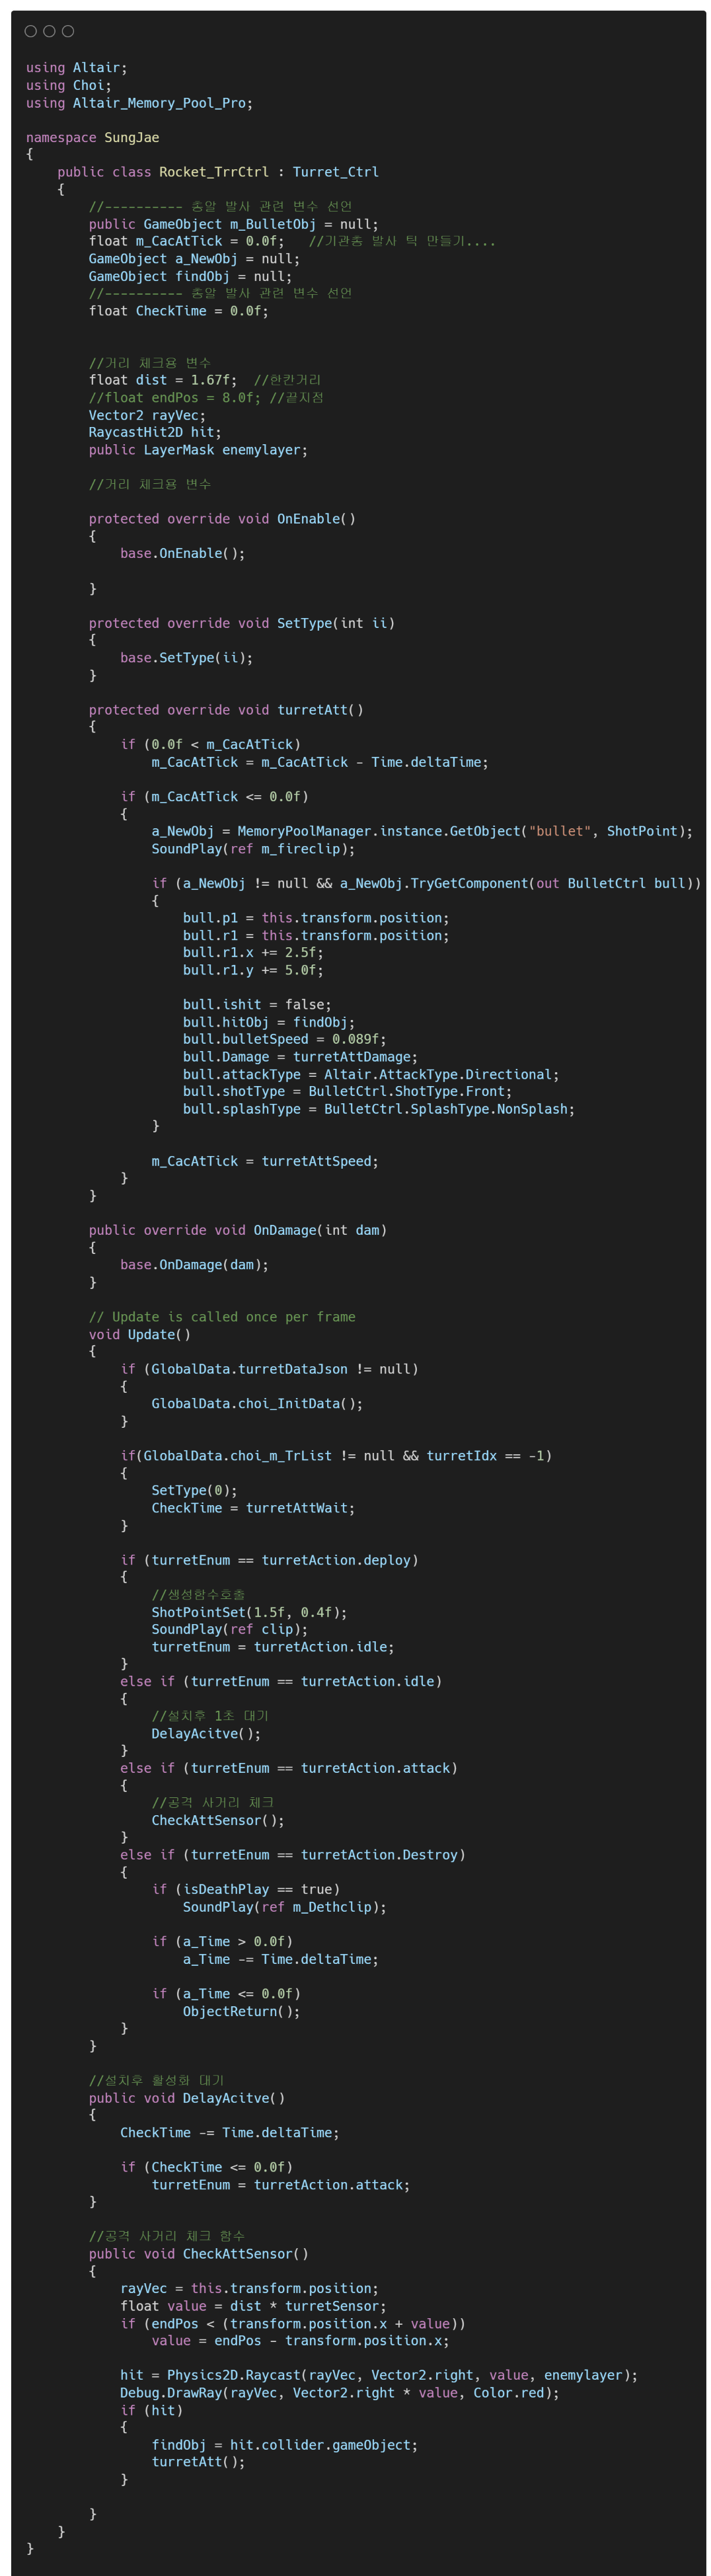 using Altair;
using Choi;
using Altair_Memory_Pool_Pro;

namespace SungJae
{
    public class Rocket_TrrCtrl : Turret_Ctrl
    {
        //---------- 총알 발사 관련 변수 선언
        public GameObject m_BulletObj = null;
        float m_CacAtTick = 0.0f;   //기관총 발사 틱 만들기....
        GameObject a_NewObj = null;
        GameObject findObj = null;
        //---------- 총알 발사 관련 변수 선언
        float CheckTime = 0.0f;


        //거리 체크용 변수
        float dist = 1.67f;  //한칸거리
        //float endPos = 8.0f; //끝지점
        Vector2 rayVec;
        RaycastHit2D hit;
        public LayerMask enemylayer;

        //거리 체크용 변수

        protected override void OnEnable()
        {
            base.OnEnable();

        }

        protected override void SetType(int ii)
        {
            base.SetType(ii);
        }

        protected override void turretAtt()
        {
            if (0.0f < m_CacAtTick)
                m_CacAtTick = m_CacAtTick - Time.deltaTime;

            if (m_CacAtTick <= 0.0f)
            {
                a_NewObj = MemoryPoolManager.instance.GetObject("bullet", ShotPoint);
                SoundPlay(ref m_fireclip);

                if (a_NewObj != null && a_NewObj.TryGetComponent(out BulletCtrl bull))
                {
                    bull.p1 = this.transform.position;
                    bull.r1 = this.transform.position;
                    bull.r1.x += 2.5f;
                    bull.r1.y += 5.0f;

                    bull.ishit = false;
                    bull.hitObj = findObj;
                    bull.bulletSpeed = 0.089f;
                    bull.Damage = turretAttDamage;
                    bull.attackType = Altair.AttackType.Directional;
                    bull.shotType = BulletCtrl.ShotType.Front;
                    bull.splashType = BulletCtrl.SplashType.NonSplash;
                }

                m_CacAtTick = turretAttSpeed;
            }
        }

        public override void OnDamage(int dam)
        {
            base.OnDamage(dam);
        }

        // Update is called once per frame
        void Update()
        {
            if (GlobalData.turretDataJson != null)
            {
                GlobalData.choi_InitData();
            }

            if(GlobalData.choi_m_TrList != null && turretIdx == -1)
            {
                SetType(0);
                CheckTime = turretAttWait;
            }

            if (turretEnum == turretAction.deploy)
            {
                //생성함수호출
                ShotPointSet(1.5f, 0.4f);
                SoundPlay(ref clip);
                turretEnum = turretAction.idle;
            }
            else if (turretEnum == turretAction.idle)
            {
                //설치후 1초 대기
                DelayAcitve();
            }
            else if (turretEnum == turretAction.attack)
            {
                //공격 사거리 체크
                CheckAttSensor();
            }
            else if (turretEnum == turretAction.Destroy)
            {
                if (isDeathPlay == true)
                    SoundPlay(ref m_Dethclip);

                if (a_Time > 0.0f)
                    a_Time -= Time.deltaTime;

                if (a_Time <= 0.0f)
                    ObjectReturn();
            }
        }

        //설치후 활성화 대기
        public void DelayAcitve()
        {
            CheckTime -= Time.deltaTime;

            if (CheckTime <= 0.0f)
                turretEnum = turretAction.attack;
        }

        //공격 사거리 체크 함수
        public void CheckAttSensor()
        {
            rayVec = this.transform.position;
            float value = dist * turretSensor;
            if (endPos < (transform.position.x + value))
                value = endPos - transform.position.x;

            hit = Physics2D.Raycast(rayVec, Vector2.right, value, enemylayer);
            Debug.DrawRay(rayVec, Vector2.right * value, Color.red);
            if (hit)
            {
                findObj = hit.collider.gameObject;
                turretAtt();
            }

        }
    }
}